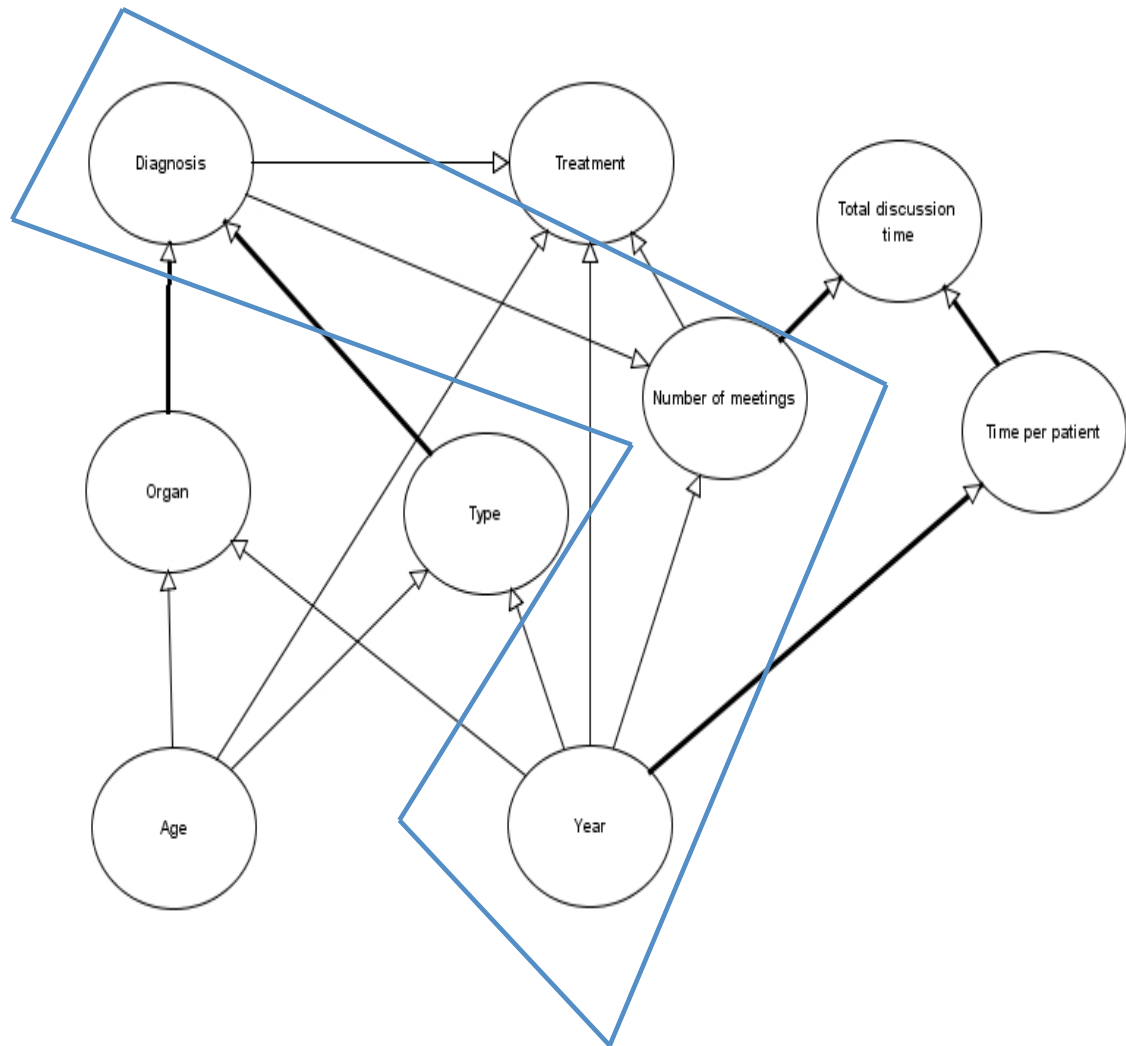 Diagnosis
Treatment
Total discussion
time
Number of meetings
Time per patient
Organ
Type
Age
Year